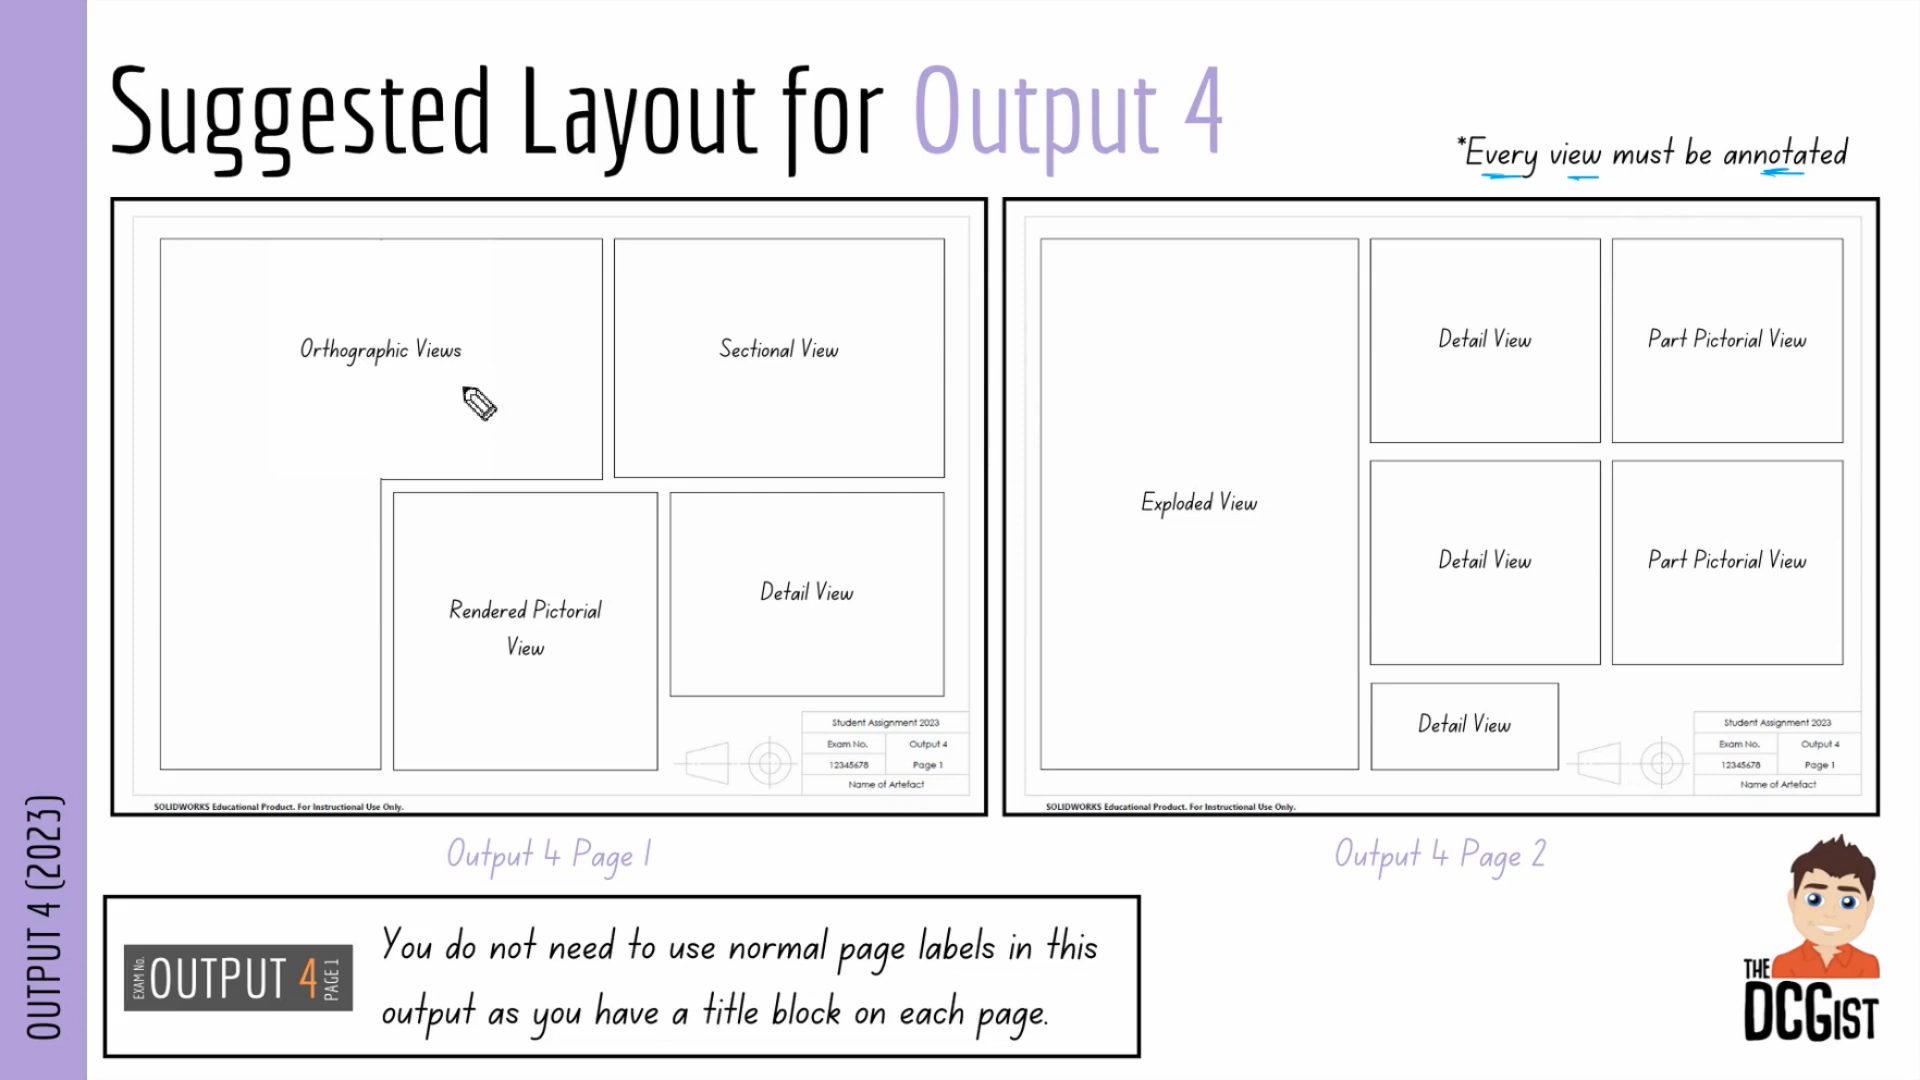 Suggested Layout for Output 4
*Every view must be annotated
Orthographic Views
Sectional View
Rendered Pictorial
View
Detail View
Student Assignment 2023
Exam No.
Output 4
12345678
Page 1
Name of Artefact
SOLIDWORKS Educational Product. For Instructional Use Only.
Exploded View
Detail View
Part Pictorial View
Detail View
Part Pictorial View
Detail View
Student Assignment 2023
Exam No.
Output 4
12345678
Page 1
Name of Artefact
SOLIDWORKS Educational Product. For Instructional Use Only.
Output 4 Page 1
Output 4 Page 2
EXAM No.
OUTPUT 4
PAGE 1
You do not need to use normal page labels in this
output as you have a title block on each page.
OUTPUT 4 (2023)
THE
DCGIST